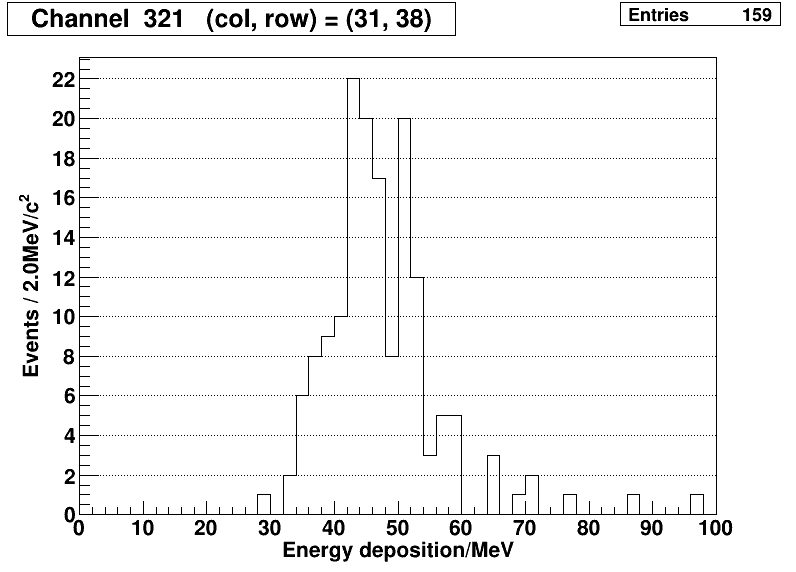 Channel 321 (col, row) = (31, 38)
Entries 159
Events / 2.0MeV/c²
22
20
18
16
14
12
10
8
6
4
2
0
0 10 20 30 40 50 60 70 80 90 100
Energy deposition/MeV